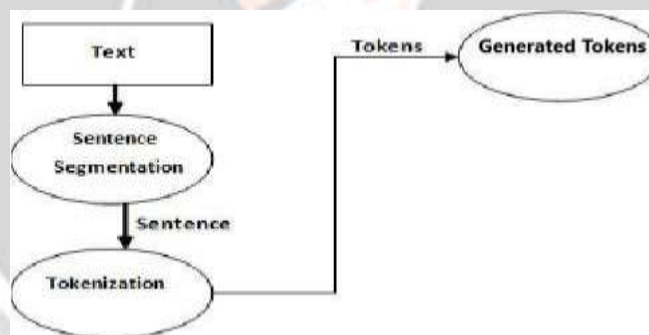 Text
Sentence
Segmentation
Sentence
Tokenization
Tokens
Generated Tokens